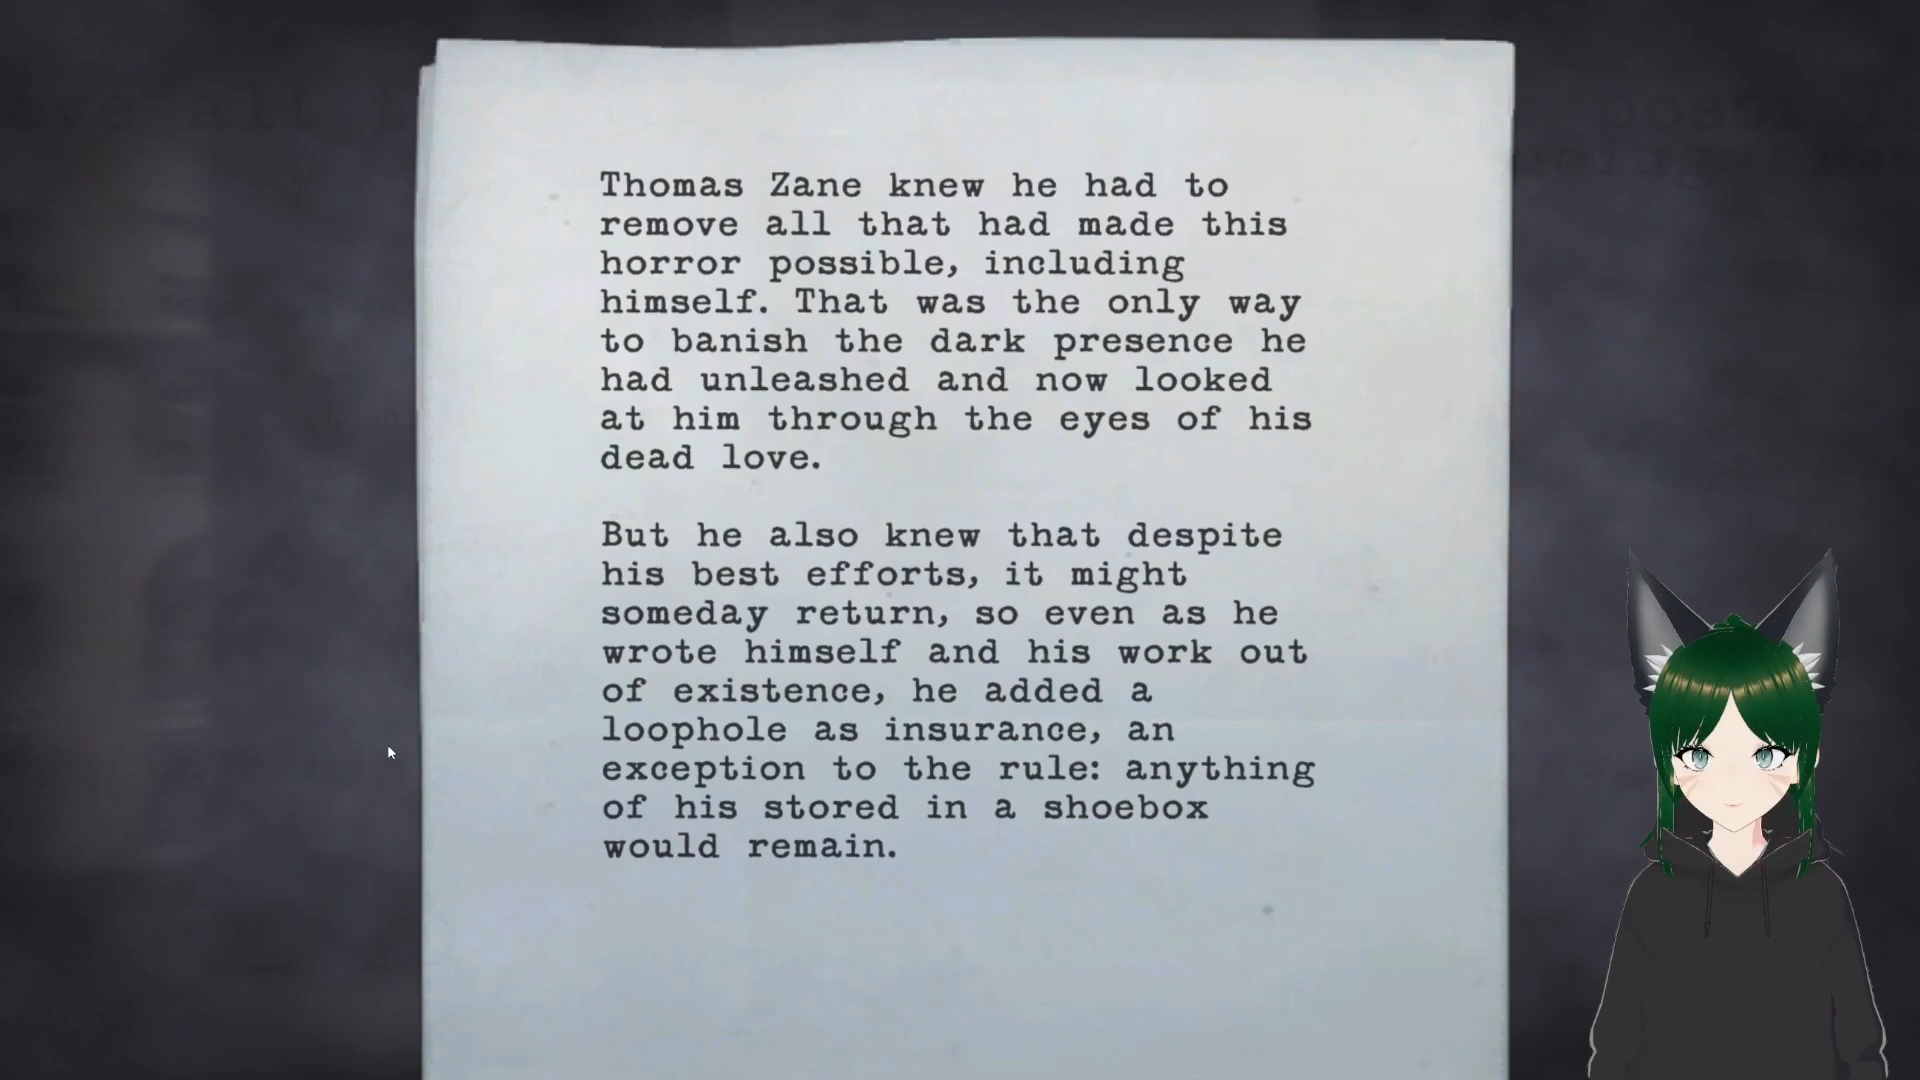 Thomas Zane knew he had to
remove all that had made this
horror possible, including
himself. That was the only way
to banish the dark presence he
had unleashed and now looked
at him through the eyes of his
dead love.
But he also knew that despite
his best efforts, it might
someday return, so even as he
wrote himself and his work out
of existence, he added a
loophole as insurance, an
exception to the rule: anything
of his stored in a shoebox
would remain.